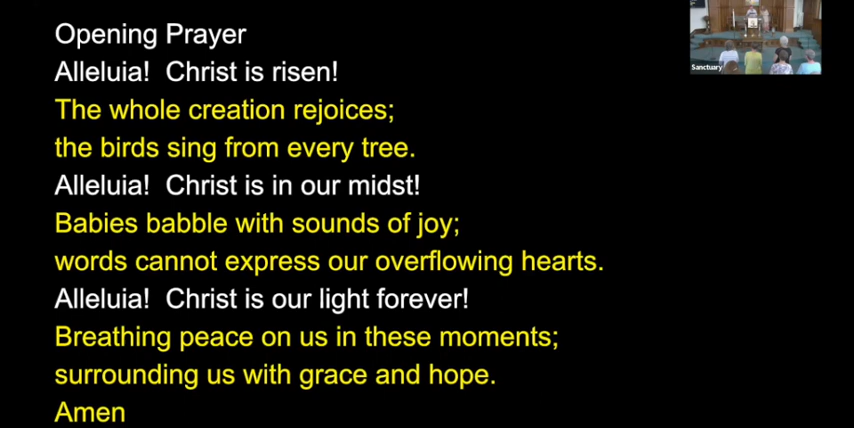 Opening Prayer
Alleluia!  Christ is risen!
The whole creation rejoices;
the birds sing from every tree.
Alleluia!  Christ is in our midst!
Babies babble with sounds of joy;
words cannot express our overflowing hearts.
Alleluia!  Christ is our light forever!
Breathing peace on us in these moments;
surrounding us with grace and hope.
Amen
Sanctuary